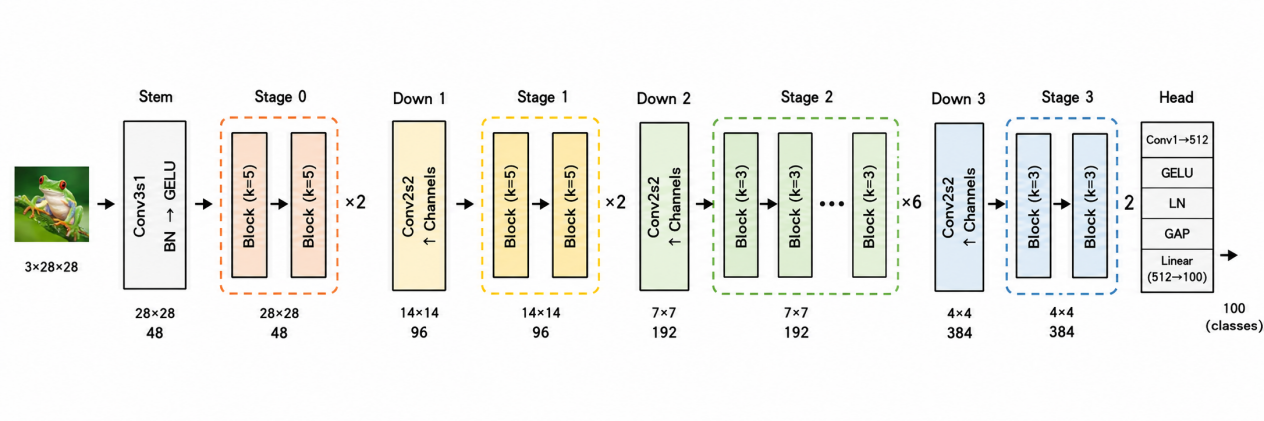 Stem
Stage 0
Down 1
Stage 1
Down 2
Stage 2
Down 3
Stage 3
Head
3×28×28
Conv3s1
BN → GELU
28×28
48
Block (k=5)
Block (k=5)
×2
28×28
48
Conv2s2
↑ Channels
14×14
96
Block (k=5)
Block (k=5)
×2
14×14
96
Conv2s2
↑ Channels
7×7
192
Block (k=3)
Block (k=3)
•••
Block (k=3)
×6
7×7
192
Conv2s2
↑ Channels
4×4
384
Block (k=3)
Block (k=3)
2
4×4
384
Conv1→512
GELU
LN
GAP
Linear
(512→100)
100
(classes)